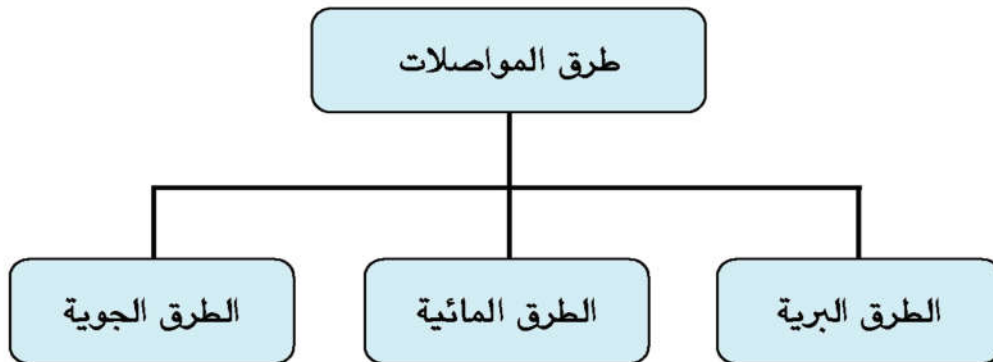 طرق المواصلات
الطرق البرية
الطرق المائية
الطرق الجوية